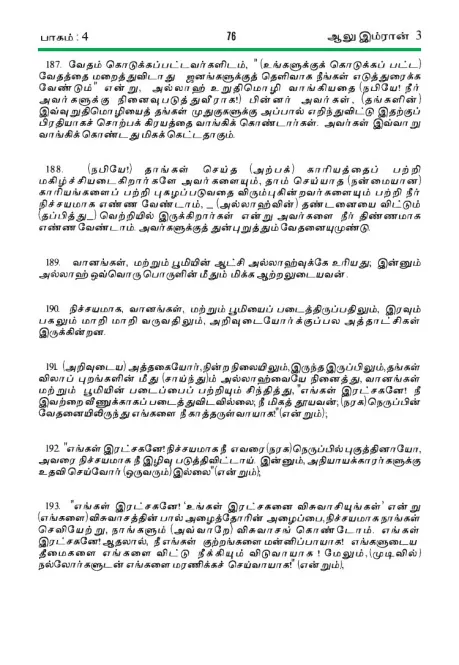 பாகம் : 4 76 ஆலு இம்ரான் 3
187. வேதம் கொடுக்கப்பட்டவர்களிடம், " (உங்களுக்குக் கொடுக்கப் பட்ட)
வேதத்தை மறைத்துவிடாது ஜனங்களுக்குத் தெளிவாக நீங்கள் எடுத்துரைக்க
வேண்டும்" என்று, அல்லாஹ் உறுதிமொழி வாங்கியதை (நபியே! நீர்
அவர்களுக்கு நினைவுபடுத்துவீராக!) பின்னர் அவர்கள், (தங்களின்)
இவ்வுறுதிமொழியைத் தங்கள் முதுகுகளுக்கு அப்பால் எறிந்துவிட்டு இதற்குப்
பிரதியாகச் சொற்பக் கிரயத்தை வாங்கிக் கொண்டார்கள். அவர்கள் இவ்வாறு
வாங்கிக் கொண்டது மிகக்கெட்டதாகும்.
188. (நபியே!) தாங்கள் செய்த (அற்பக்) காரியத்தைப் பற்றி
மகிழ்ச்சியடைகிறார்களே அவர்களையும், தாம் செய்யாத (நன்மையான)
காரியங்களைப் பற்றி புகழப்படுவதை விரும்புகின்றவர்களையும் பற்றி நீர்
நிச்சயமாக எண்ண வேண்டாம், _ (அல்லாஹ்வின்) தண்டனையை விட்டும்
(தப்பித்து_) வெற்றியில் இருக்கிறார்கள் என்று அவர்களை நீர் திண்ணமாக
எண்ண வேண்டாம். அவர்களுக்குத் துன்புறுத்தும் வேதனையுமுண்டு.
189. வானங்கள், மற்றும் பூமியின் ஆட்சி அல்லாஹ்வுக்கே உரியது; இன்னும்
அல்லாஹ் ஒவ்வொரு பொருளின் மீதும் மிக்க ஆற்றலுடையவன்.
190. நிச்சயமாக, வானங்கள், மற்றும் பூமியைப் படைத்திருப்பதிலும், இரவும்
பகலும் மாறி மாறி வருவதிலும், அறிவுடையோர்க்குப்பல அத்தாட்சிகள்
இருக்கின்றன.
191. (அறிவுடைய) அத்தகையோர், நின்ற நிலையிலும், இருந்த இருப்பிலும், தங்கள்
விலாப் புறங்களின் மீது (சாய்ந்து)ம் அல்லாஹ்வையே நினைத்து, வானங்கள்
மற்றும் பூமியின் படைப்பைப் பற்றியும் சிந்தித்து, "எங்கள் இரட்சகனே! நீ
இவற்றை வீணுக்காகப் படைத்துவிடவில்லை; நீ மிகத் தூயவன்; (நரக)நெருப்பின்
வேதனையிலிருந்து எங்களை நீ காத்தருள்வாயாக!"(என்றும்);
192. "எங்கள் இரட்சகனே! நிச்சயமாக நீ எவரை (நரக)நெருப்பில் புகுத்தினாயோ,
அவரை நிச்சயமாக நீ இழிவு படுத்திவிட்டாய். இன்னும், அநியாயக்காரர்களுக்கு
உதவி செய்வோர் (ஒருவரும்) இல்லை"(என்றும்);
193. "எங்கள் இரட்சகனே! 'உங்கள் இரட்சகனை விசுவாசியுங்கள்' என்று
(எங்களை) விசுவாசத்தின் பால் அழைத்தோரின் அழைப்பை, நிச்சயமாக நாங்கள்
செவியேற்று, நாங்களும் (அவ்வாறே) விசுவாசங் கொண்டோம். எங்கள்
இரட்சகனே! ஆதலால், நீ எங்கள் குற்றங்களை மன்னிப்பாயாக! எங்களுடைய
தீமைகளை எங்களை விட்டு நீக்கியும் விடுவாயாக ! மேலும், (முடிவில்)
நல்லோர்களுடன் எங்களை மரணிக்கச் செய்வாயாக!" (என்றும்),